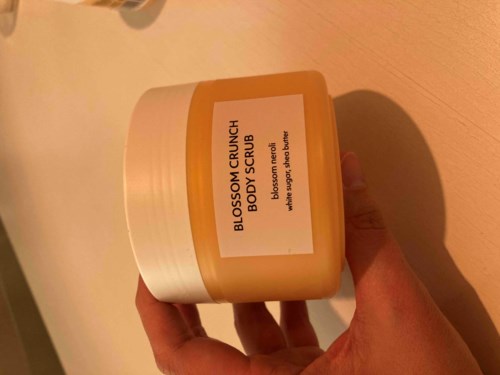 BLOSSOM CRUNCH
BODY SCRUB
blossom neroli
white sugar, shea butter